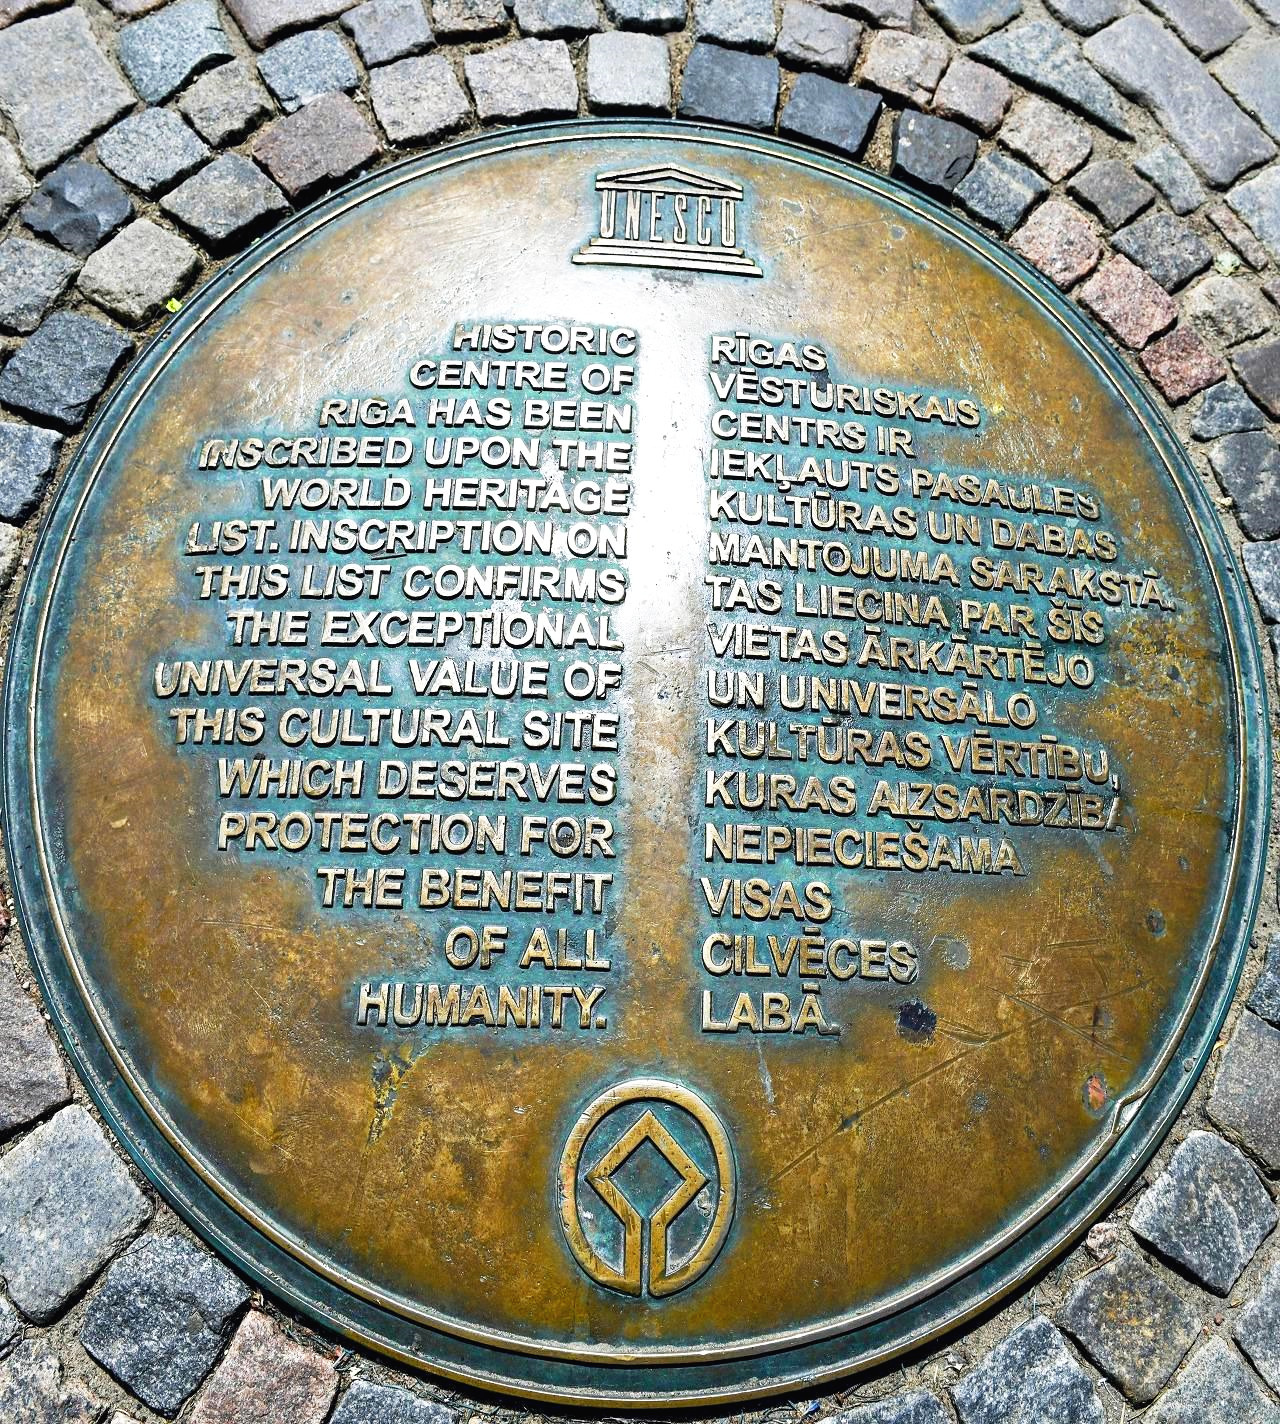 UNESCO
HISTORIC
CENTRE OF
RIGA HAS BEEN
INSCRIBED UPON THE
WORLD HERITAGE
LIST. INSCRIPTION ON
THIS LIST CONFIRMS
THE EXCEPTIONAL
UNIVERSAL VALUE OF
THIS CULTURAL SITE
WHICH DESERVES
PROTECTION FOR
THE BENEFIT
OF ALL
HUMANITY.
RĪGAS
VĒSTURISKAIS
CENTRS IR
IEKĻAUTS PASAULES
KULTŪRAS UN DABAS
MANTOJUMA SARAKSTĀ.
TAS LIECINA PAR ŠĪS
VIETAS ĀRKĀRTĒJO
UN UNIVERSĀLO
KULTŪRAS VĒRTĪBU,
KURAS AIZSARDZĪBA
NEPIECIEŠAMA
VISAS
CILVĒCES
LABĀ.